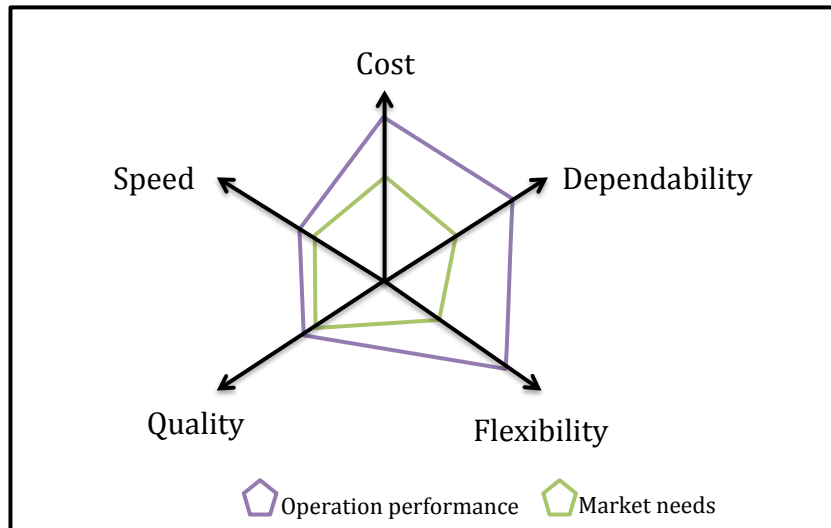 Cost
Speed
Dependability
Quality
Flexibility
Operation performance
Market needs